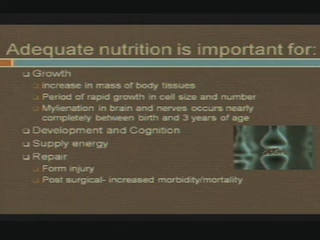 Adequate nutrition is important for:
Growth
increase in mass of body tissues
Period of rapid growth in cell size and number
Mylienation in brain and nerves occurs nearly
completely between birth and 3 years of age
Development and Cognition
Supply energy
Repair
Form injury
Post surgical- increased morbidity/mortality